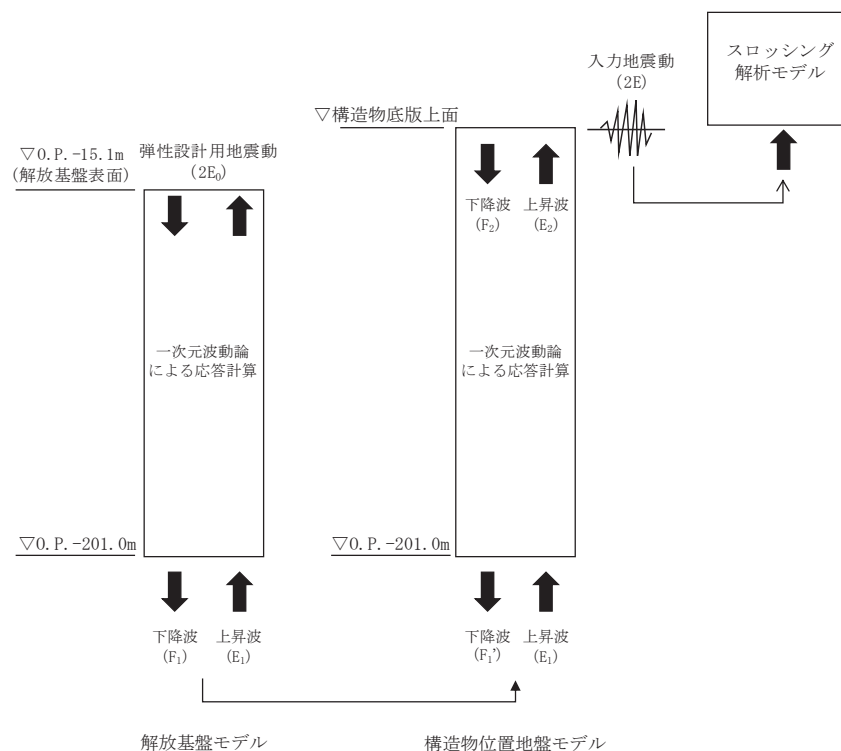 スロッシング
解析モデル
入力地震動
(2E)
▽構造物底版上面
▽O.P.-15.1m
(解放基盤表面)
弾性設計用地震動
(2E₀)
下降波
(F₂)
上昇波
(E₂)
一次元波動論
による応答計算
一次元波動論
による応答計算
▽O.P.-201.0m
▽O.P.-201.0m
下降波
(F₁)
上昇波
(E₁)
下降波
(F₁')
上昇波
(E₁)
解放基盤モデル
構造物位置地盤モデル